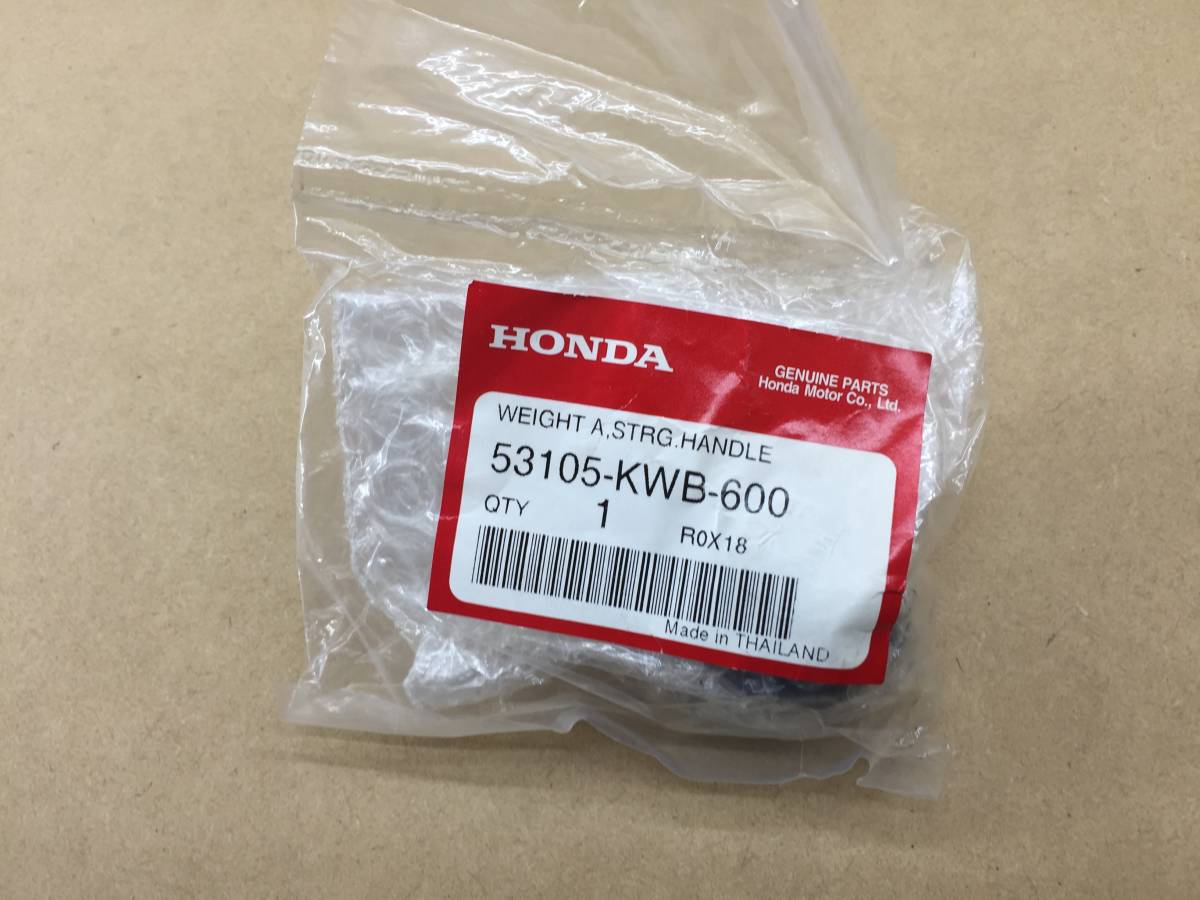 HONDA
GENUINE PARTS
Honda Motor Co., Ltd.
WEIGHT A,STRG.HANDLE
53105-KWB-600
QTY 1 R0X18
Made in THAILAND